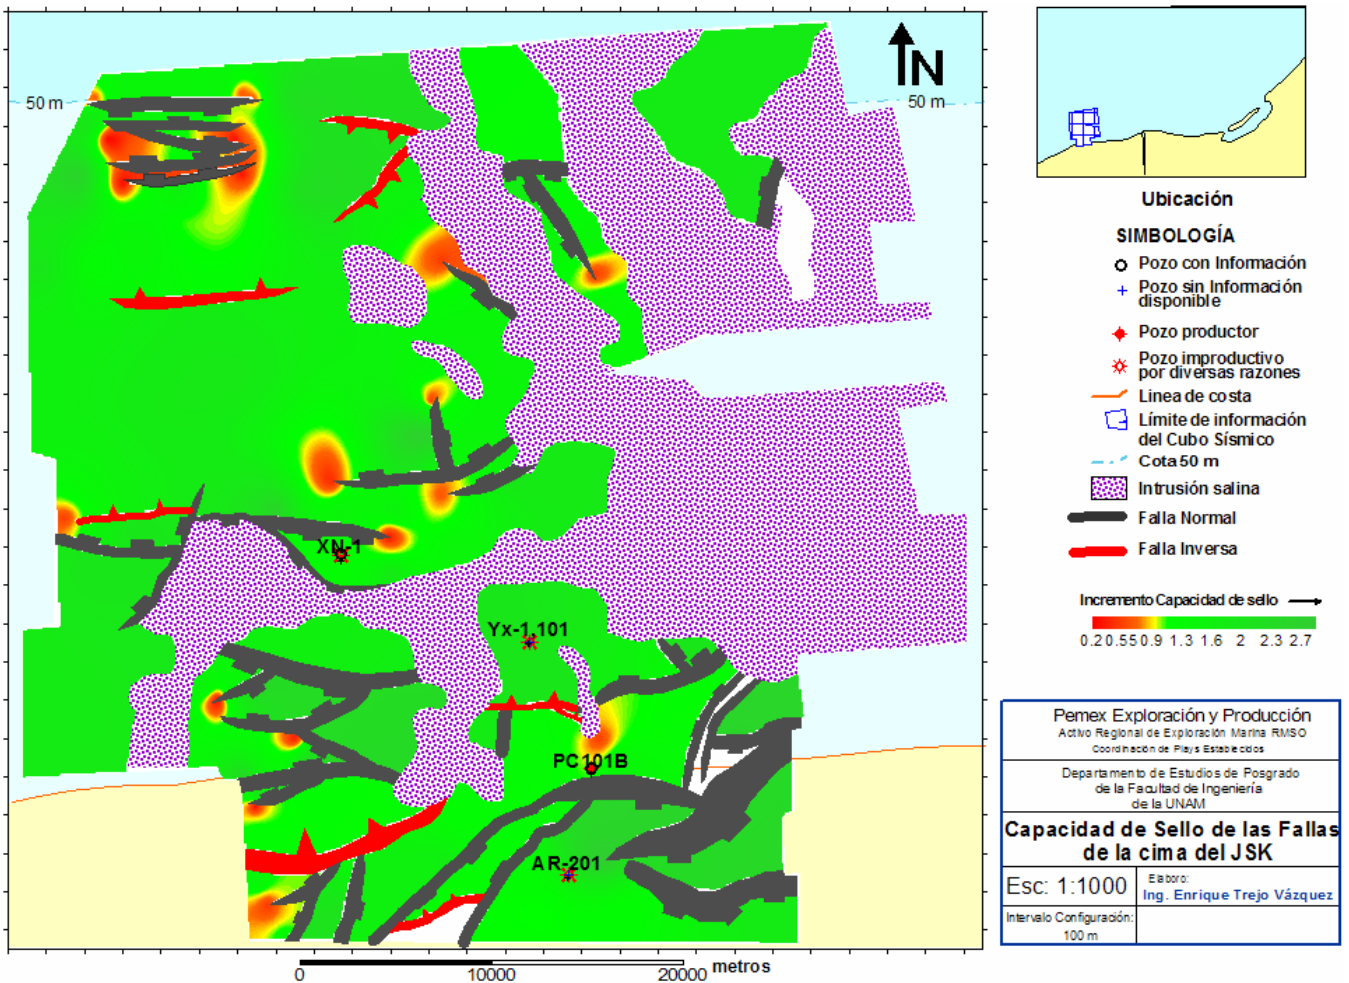 50 m
N
50 m
XN-1
Yx-1,101
PC101B
AR-201
0
10000
20000
metros
Ubicación
SIMBOLOGÍA
Pozo con Información
Pozo sin Información
disponible
Pozo productor
Pozo improductivo
por diversas razones
Linea de costa
Límite de información
del Cubo Sísmico
Cota 50 m
Intrusión salina
Falla Normal
Falla Inversa
Incremento Capacidad de sello
0.2 0.55 0.9 1.3 1.6 2 2.3 2.7
Pemex Exploración y Producción
Activo Regional de Exploración Marina RMSO
Coordinación de Plays Establecidos
Departamento de Estudios de Posgrado
de la Facultad de Ingeniería
de la UNAM
Capacidad de Sello de las Fallas
de la cima del JSK
Esc: 1:1000
Elaboro:
Ing. Enrique Trejo Vázquez
Intervalo Configuración:
100 m